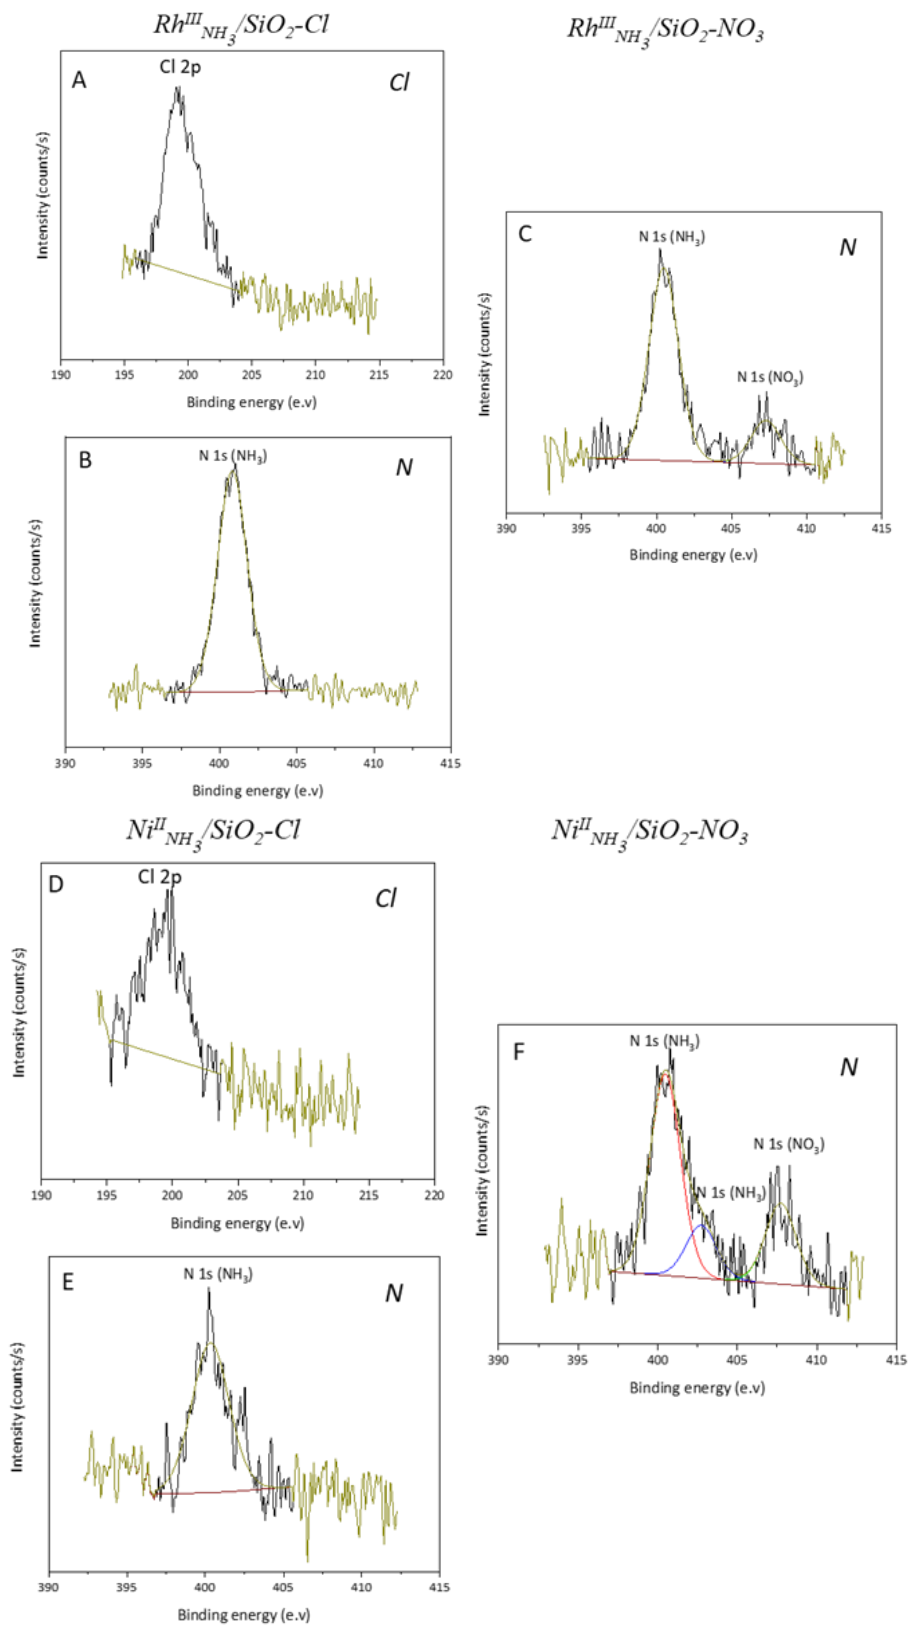 Rh^III_NH3/SiO2-Cl
Rh^III_NH3/SiO2-NO3
A
Cl 2p
Cl
Intensity (counts/s)
190 195 200 205 210 215 220
Binding energy (e.v)
B
N 1s (NH3)
N
Intensity (counts/s)
390 395 400 405 410 415
Binding energy (e.v)
C
N 1s (NH3)
N
N 1s (NO3)
Intensity (counts/s)
390 395 400 405 410 415
Binding energy (e.v)
Ni^II_NH3/SiO2-Cl
Ni^II_NH3/SiO2-NO3
D
Cl 2p
Cl
Intensity (counts/s)
190 195 200 205 210 215 220
Binding energy (e.v)
E
N 1s (NH3)
N
Intensity (counts/s)
390 395 400 405 410 415
Binding energy (e.v)
F
N 1s (NH3)
N
N 1s (NO3)
N 1s (NH3)
Intensity (counts/s)
390 395 400 405 410 415
Binding energy (e.v)